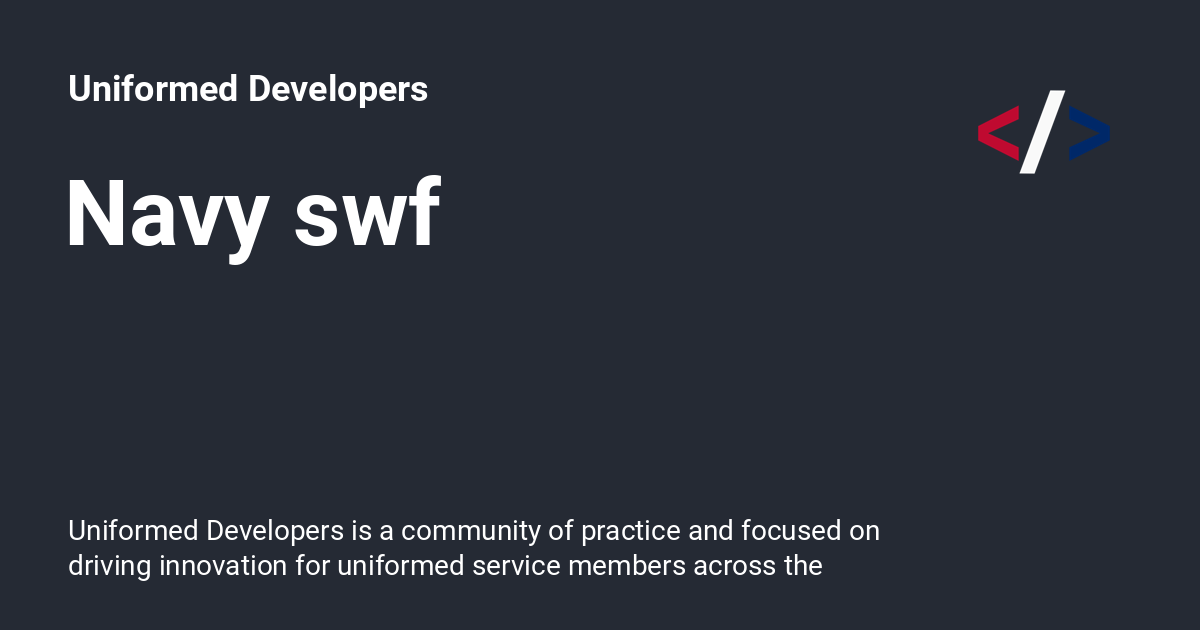 Uniformed Developers
</>
Navy swf
Uniformed Developers is a community of practice and focused on
driving innovation for uniformed service members across the